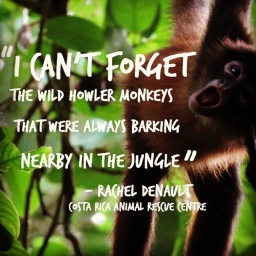 "I CAN'T FORGET
THE WILD HOWLER MONKEYS
THAT WERE ALWAYS BARKING
NEARBY IN THE JUNGLE"
- RACHEL DENAULT
COSTA RICA ANIMAL RESCUE CENTRE